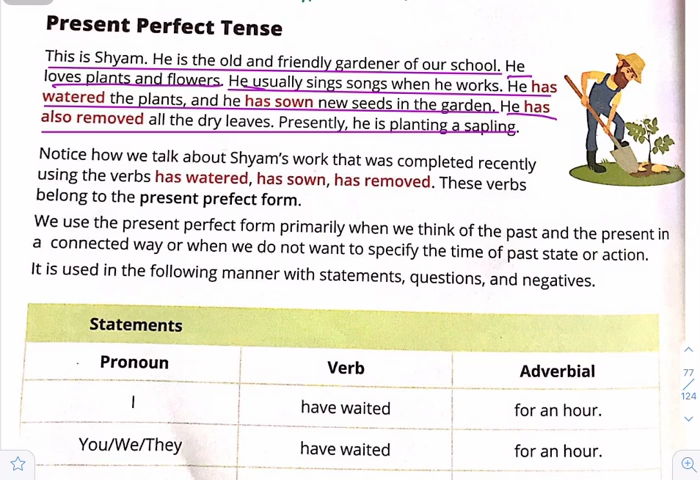 Present Perfect Tense
This is Shyam. He is the old and friendly gardener of our school. He
loves plants and flowers. He usually sings songs when he works. He has
watered the plants, and he has sown new seeds in the garden. He has
also removed all the dry leaves. Presently, he is planting a sapling.
Notice how we talk about Shyam's work that was completed recently
using the verbs has watered, has sown, has removed. These verbs
belong to the present prefect form.
We use the present perfect form primarily when we think of the past and the present in
a connected way or when we do not want to specify the time of past state or action.
It is used in the following manner with statements, questions, and negatives.
Statements
Pronoun Verb Adverbial
I have waited for an hour.
You/We/They have waited for an hour.
77
/
124